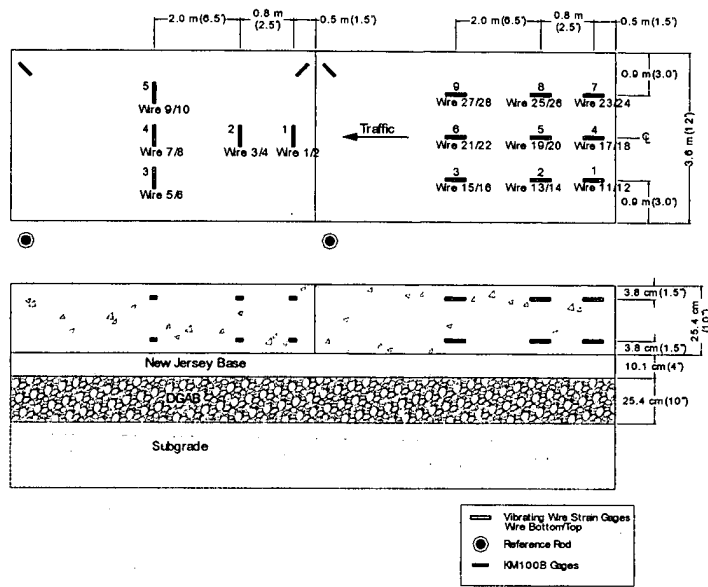 2.0 m (6.5')
0.8 m
(2.5')
0.5 m (1.5')
2.0 m (6.5')
0.8 m
(2.5')
0.5 m (1.5')
5
Wire 9/10
4
Wire 7/8
3
Wire 5/6
2
Wire 3/4
1
Wire 1/2
Traffic
9
Wire 27/28
8
Wire 25/26
7
Wire 23/24
6
Wire 21/22
5
Wire 19/20
4
Wire 17/18
3
Wire 15/16
2
Wire 13/14
1
Wire 11/12
0.9 m (3.0')
CL
3.6 m (12')
0.9 m (3.0')
3.8 cm (1.5")
25.4 cm
(10")
3.8 cm (1.5")
New Jersey Base
10.1 cm (4")
DGAB
25.4 cm (10")
Subgrade
Vibrating Wire Strain Gages
Wire Bottom/Top
Reference Rod
KM100B Gages